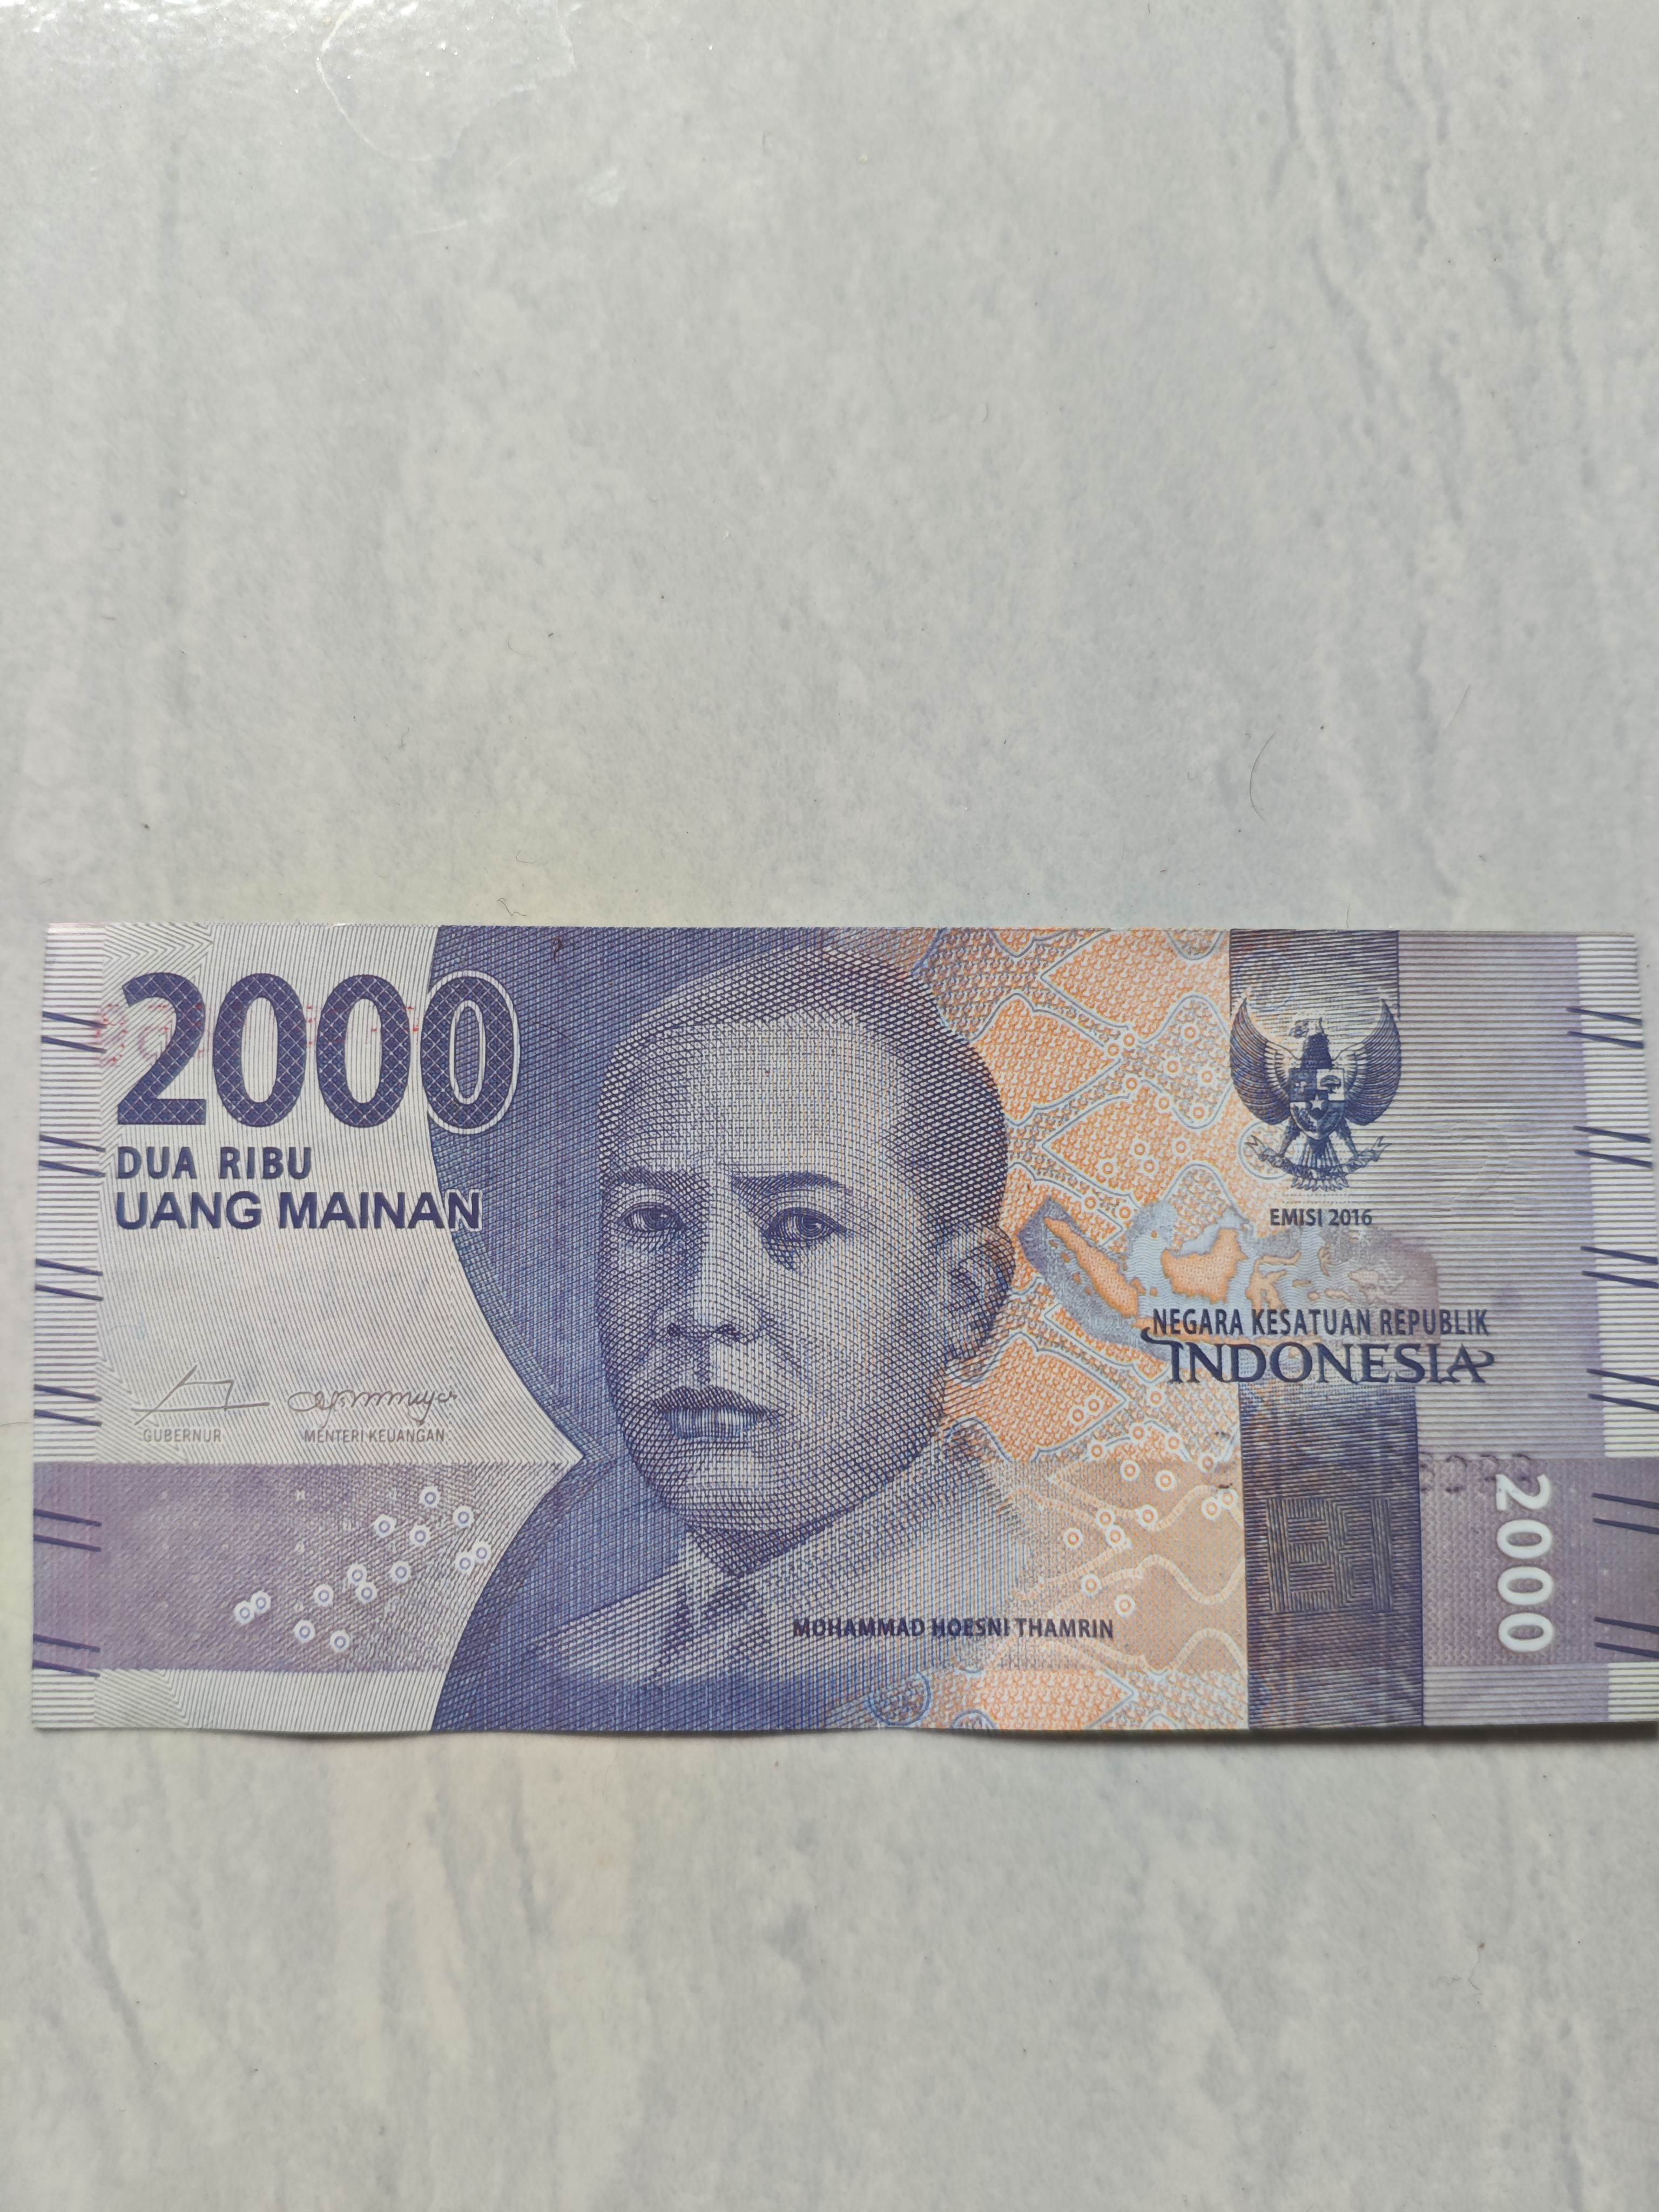 2000
DUA RIBU
UANG MAINAN
GUBERNUR
MENTERI KEUANGAN
MOHAMMAD HOESNI THAMRIN
EMISI 2016
NEGARA KESATUAN REPUBLIK
INDONESIA
2000